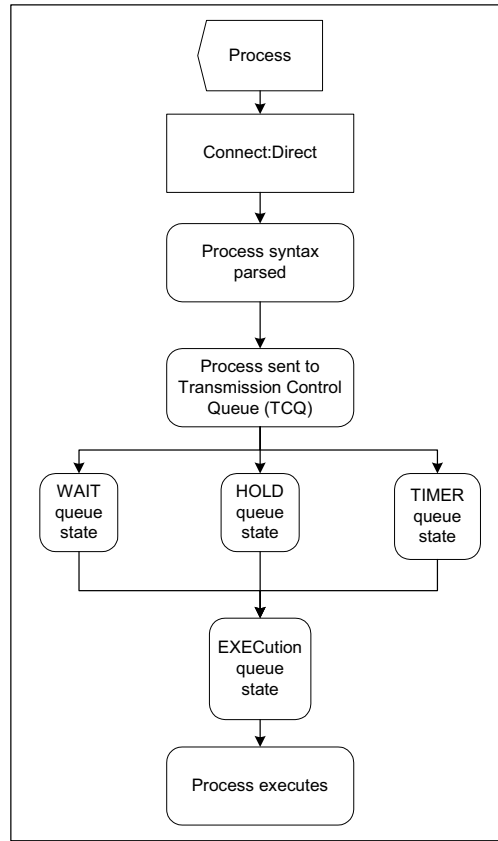 Process
Connect:Direct
Process syntax
parsed
Process sent to
Transmission Control
Queue (TCQ)
WAIT
queue
state
HOLD
queue
state
TIMER
queue
state
EXECution
queue
state
Process executes